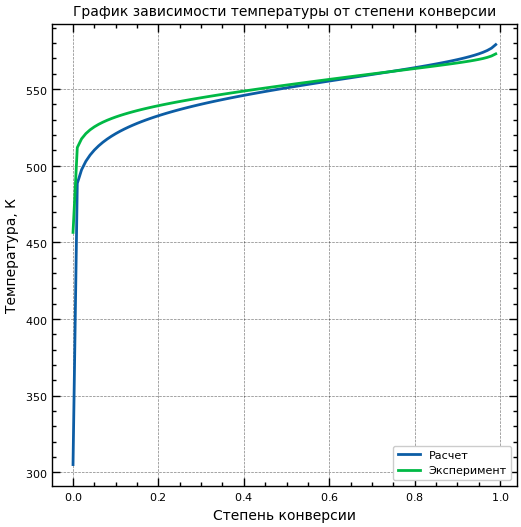 График зависимости температуры от степени конверсии
Температура, К
550
500
450
400
350
300
0.0 0.2 0.4 0.6 0.8 1.0
Степень конверсии
Расчет
Эксперимент